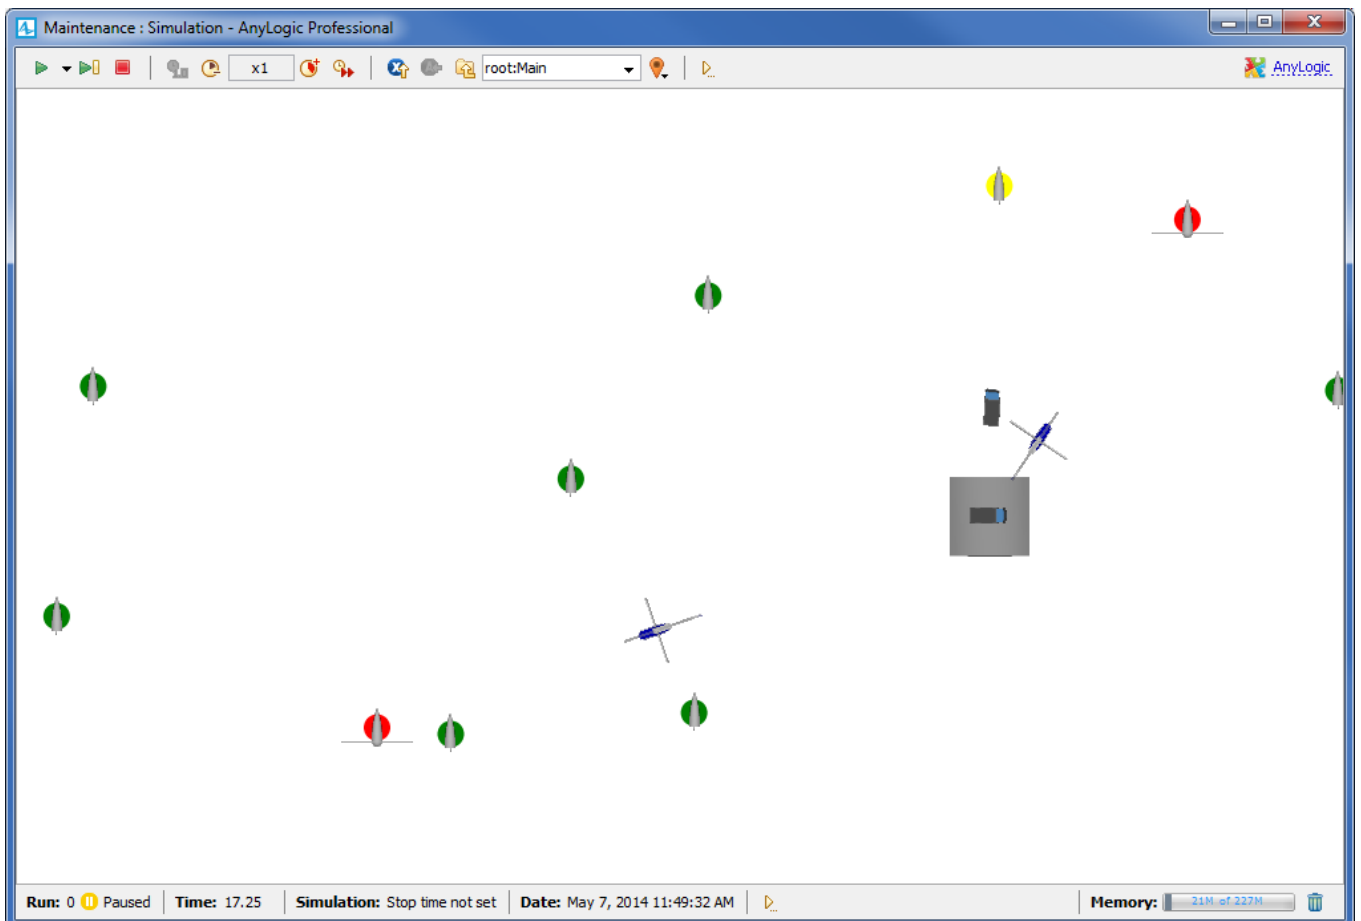 Maintenance : Simulation - AnyLogic Professional
x1 root:Main AnyLogic
Run: 0 Paused Time: 17.25 Simulation: Stop time not set Date: May 7, 2014 11:49:32 AM Memory: 21M of 227M